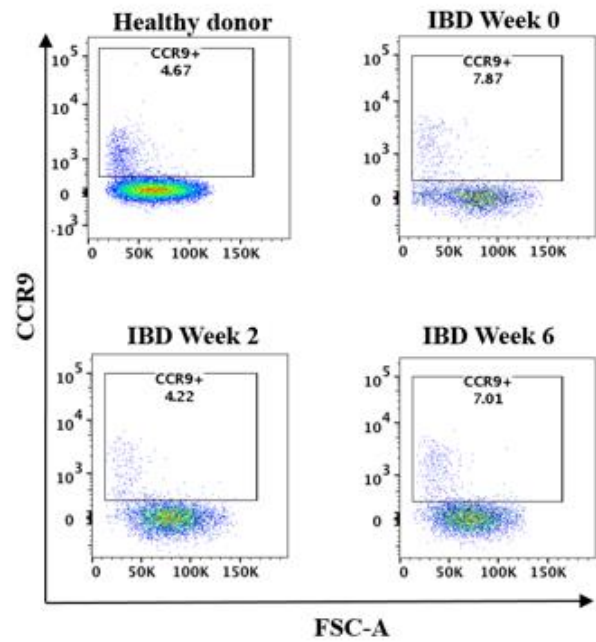 Healthy donor
IBD Week 0
CCR9+
4.67
CCR9+
7.87
10^5
10^4
10^3
0
-10^3
0 50K 100K 150K
10^5
10^4
10^3
0
0 50K 100K 150K
CCR9
IBD Week 2
IBD Week 6
CCR9+
4.22
CCR9+
7.01
10^5
10^4
10^3
0
0 50K 100K 150K
10^5
10^4
10^3
0
0 50K 100K 150K
FSC-A